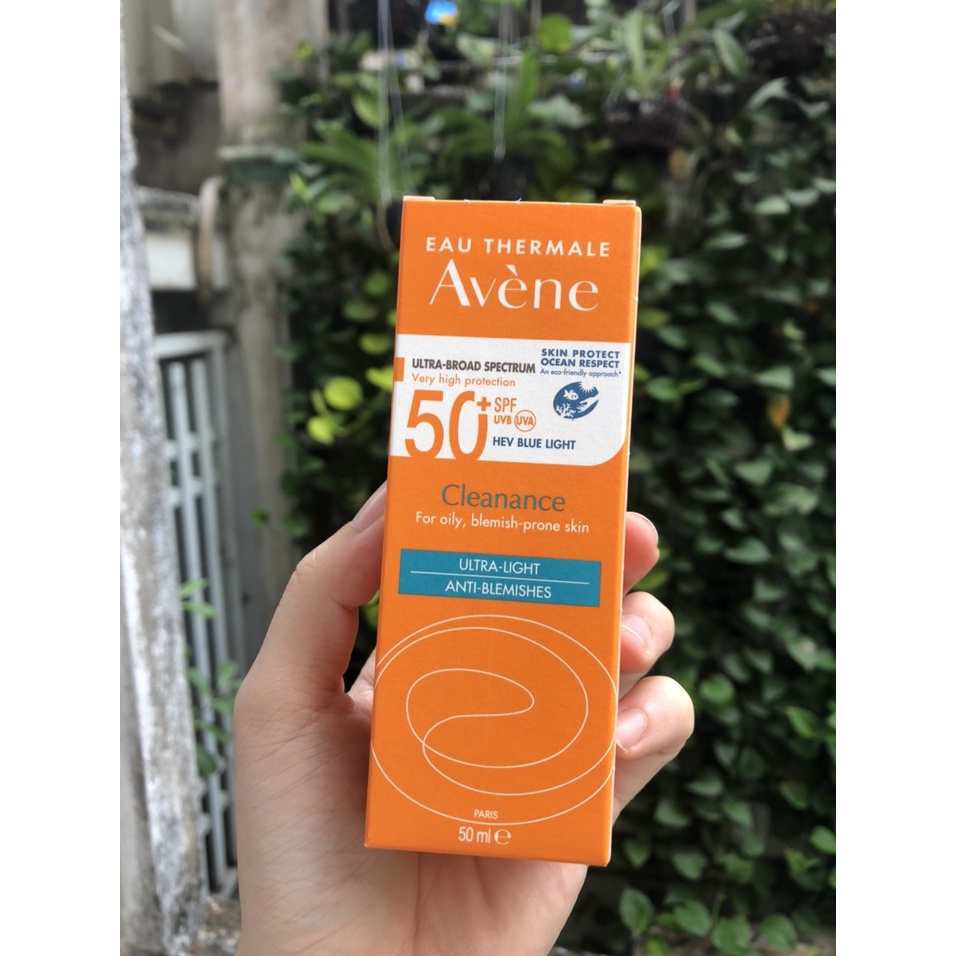 EAU THERMALE
Avène
ULTRA-BROAD SPECTRUM
Very high protection
50+ SPF
UVB UVA
HEV BLUE LIGHT
SKIN PROTECT
OCEAN RESPECT
An eco-friendly approach*
Cleanance
For oily, blemish-prone skin
ULTRA-LIGHT
ANTI-BLEMISHES
PARIS
50 ml ℮